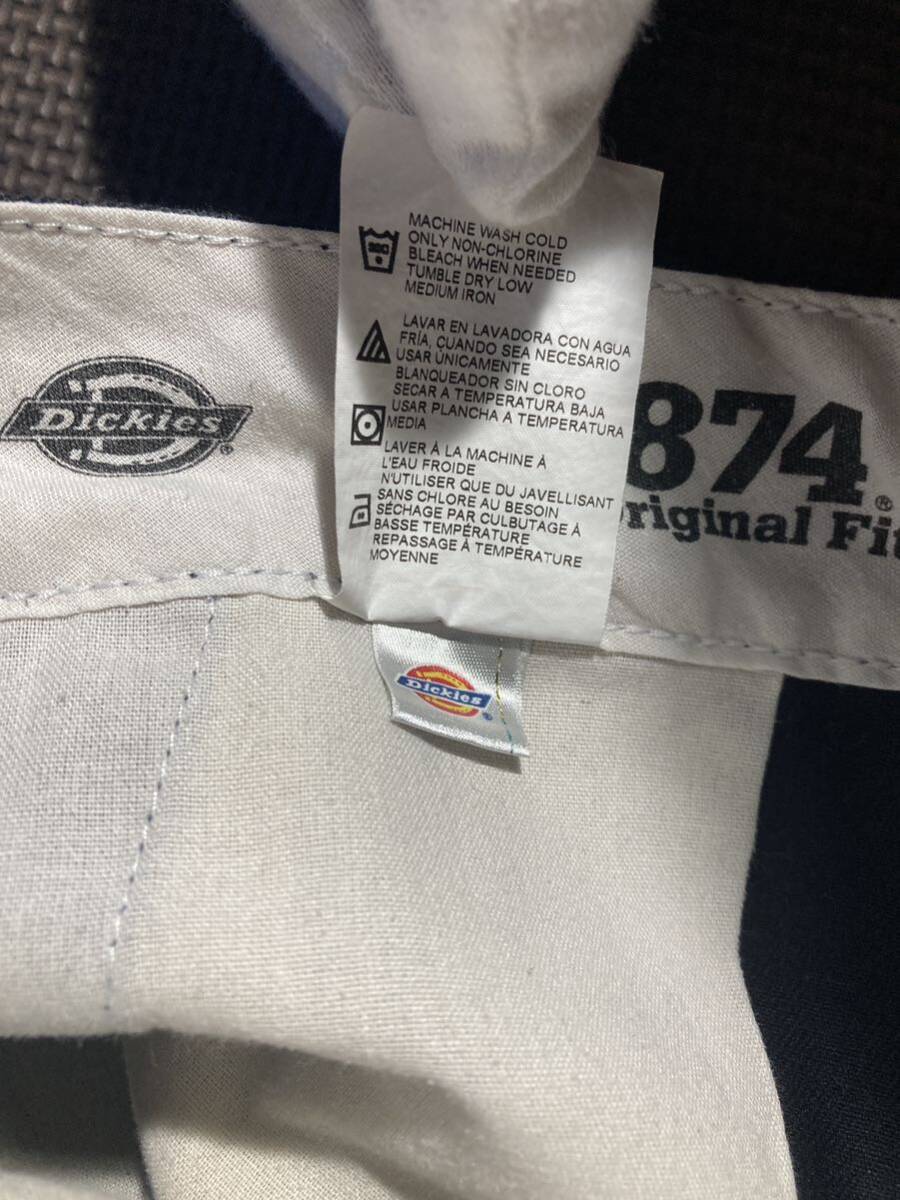 MACHINE WASH COLD
ONLY NON-CHLORINE
BLEACH WHEN NEEDED
TUMBLE DRY LOW
MEDIUM IRON
LAVAR EN LAVADORA CON AGUA
FRÍA, CUANDO SEA NECESARIO
USAR ÚNICAMENTE
BLANQUEADOR SIN CLORO
SECAR A TEMPERATURA BAJA
USAR PLANCHA A TEMPERATURA
MEDIA
LAVER À LA MACHINE À
L'EAU FROIDE
N'UTILISER QUE DU JAVELLISANT
SANS CHLORE AU BESOIN
SÉCHAGE PAR CULBUTAGE À
BASSE TEMPÉRATURE
REPASSAGE À TEMPÉRATURE
MOYENNE
Dickies®
874®
riginal Fit
Dickies®